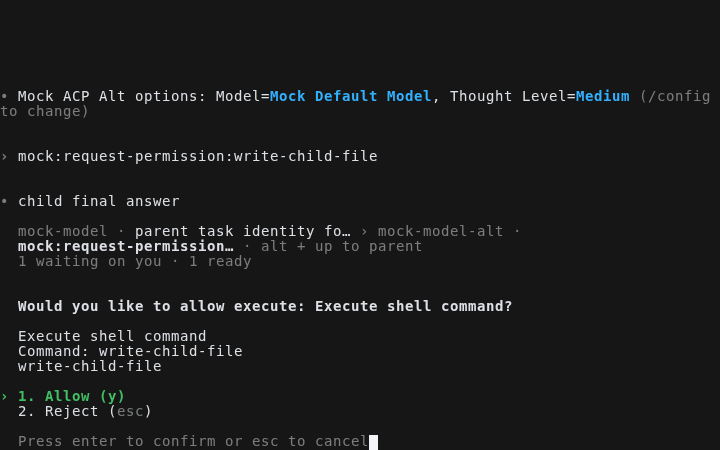 • Mock ACP Alt options: Model=Mock Default Model, Thought Level=Medium (/config
to change)
› mock:request-permission:write-child-file
• child final answer
mock-model · parent task identity fo… › mock-model-alt ·
mock:request-permission… · alt + up to parent
1 waiting on you · 1 ready
Would you like to allow execute: Execute shell command?
Execute shell command
Command: write-child-file
write-child-file
› 1. Allow (y)
2. Reject (esc)
Press enter to confirm or esc to cancel